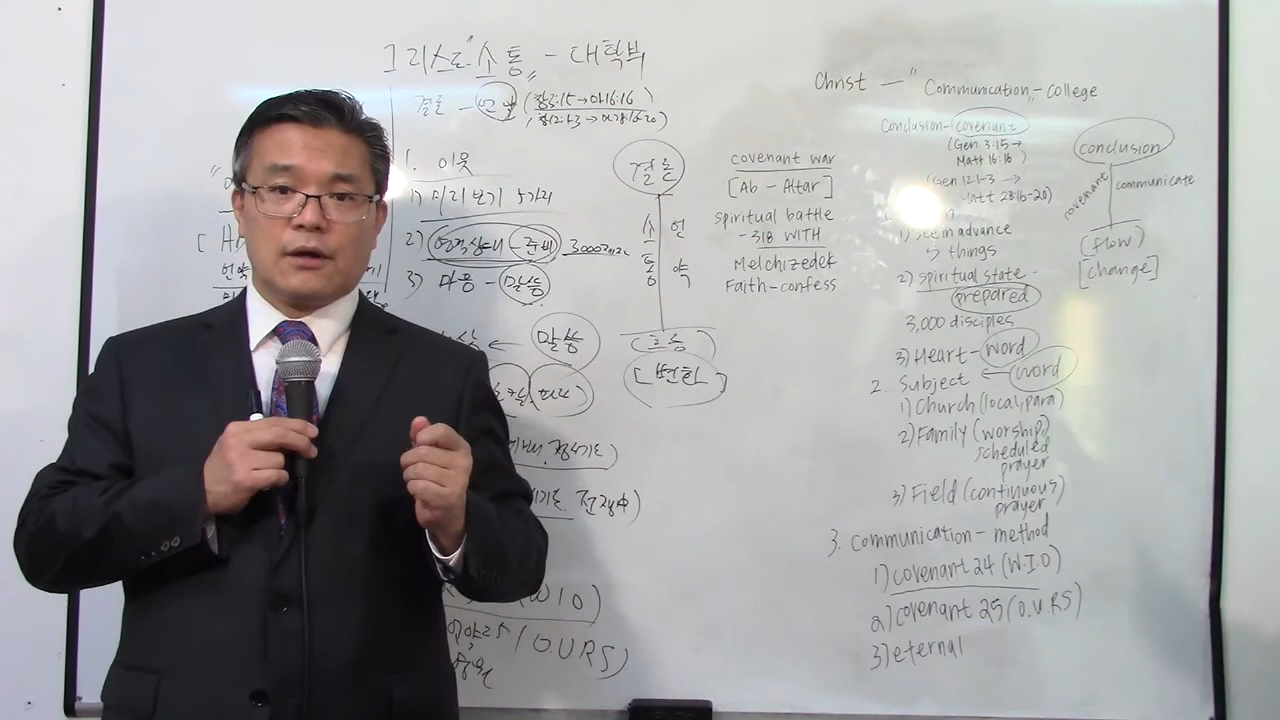 그리스도 "소통" - 대학부
결론 - 언약 (창3:15→마16:16)
(창12:1-3 → 마28:16-20)
1. 이웃
1) 미리보기 5가지
2) 영적상태 - 준비 3000제자
3) 마음 - 말씀
← 말씀
WIO)
언약25 (O.U.R.S)
결론
소통
언약
(흐름)
[변화]
covenant war
[Ab - Altar]
spiritual battle
- 318 WITH
Melchizedek
Faith-confess
Christ — "Communication" - college
Conclusion - covenant
(Gen 3:15 →
Matt 16:16)
(Gen 12:1-3 →
Matt 28:16-20)
1) See in advance
5 things
2) spiritual state -
prepared
3,000 disciples
3) Heart - word
2. Subject ← word
1) Church (local, para)
2) Family (worship,
scheduled
prayer
3) Field (continuous)
prayer
3. Communication - method
1) covenant 24 (W.I.O)
2) covenant 25 (O.U.R.S)
3) eternal
conclusion
covenant
communicate
(flow)
[change]